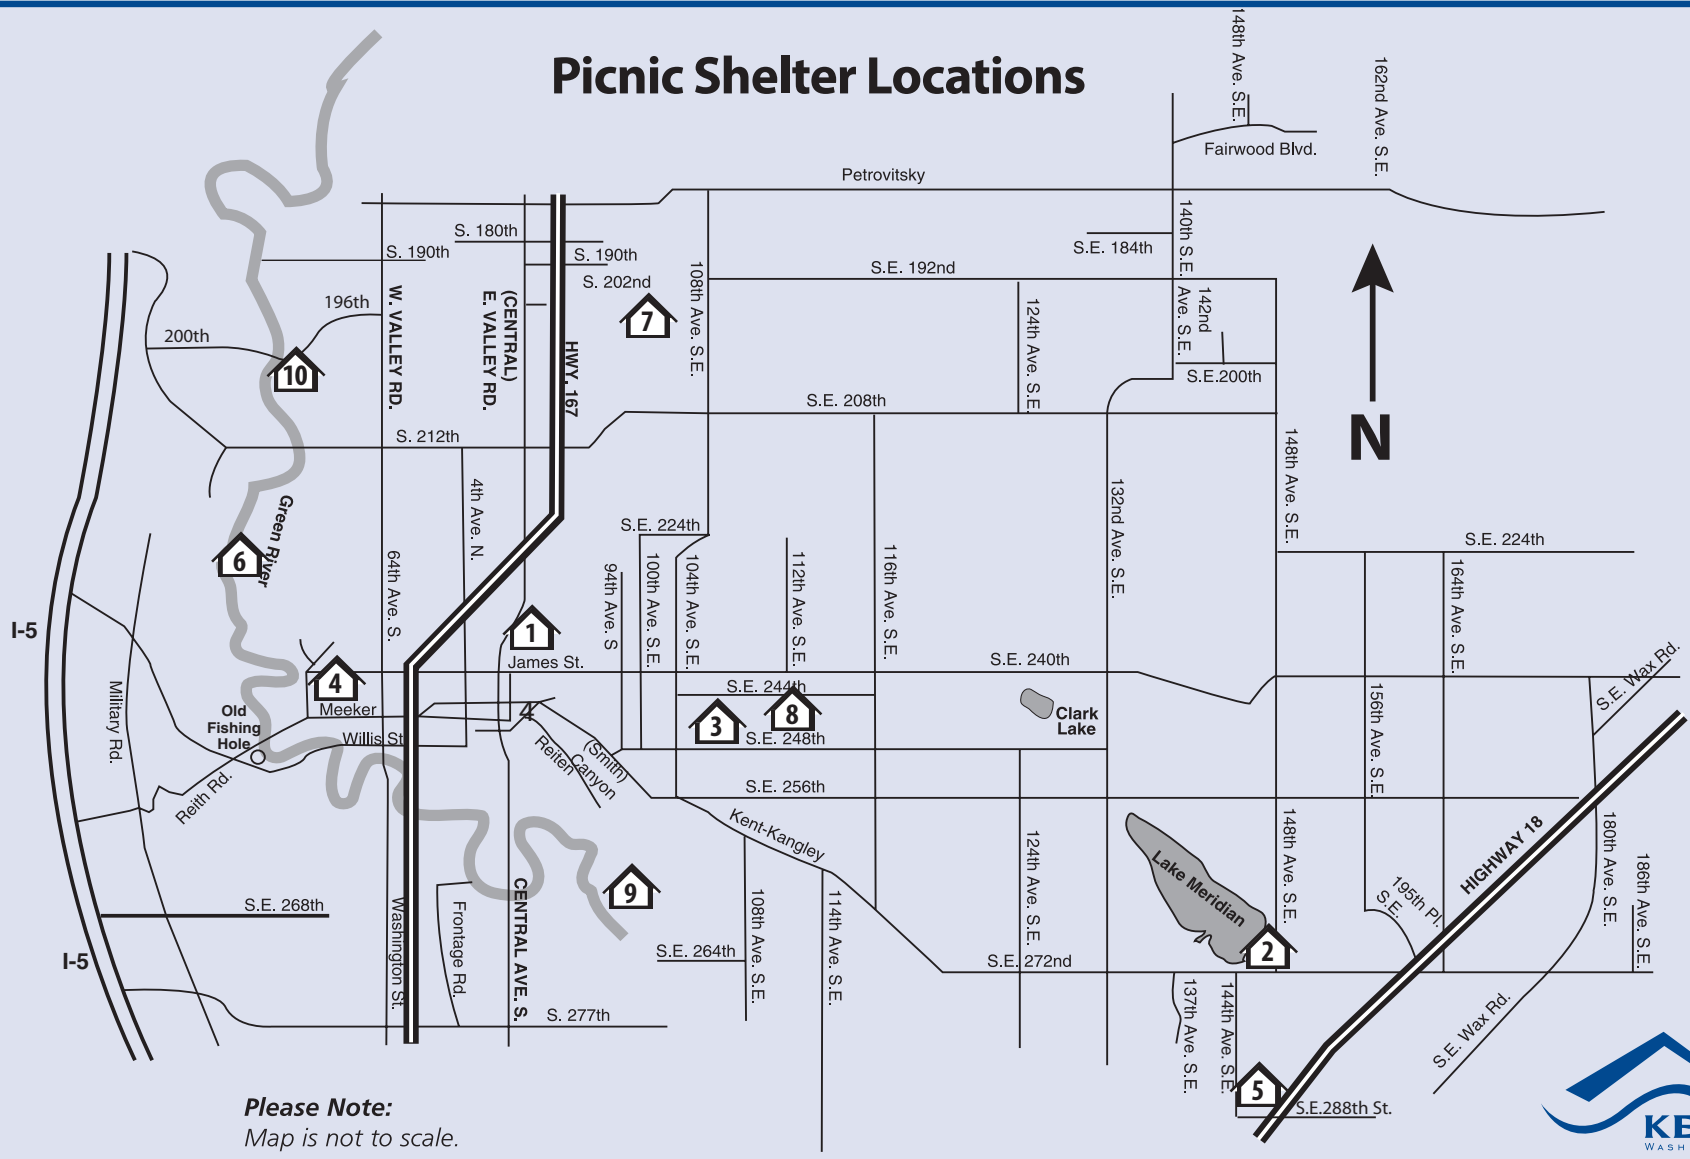 Picnic Shelter Locations
148th Ave. S.E.
162nd Ave. S.E.
Fairwood Blvd.
Petrovitsky
S. 180th
S. 190th
S. 190th
S. 202nd
108th Ave. S.E.
S.E. 192nd
S.E. 184th
140th S.E.
Ave. S.E.
142nd
196th
200th
W. VALLEY RD.
(CENTRAL)
E. VALLEY RD.
HWY. 167
7
10
124th Ave. S.E.
S.E.200th
S.E. 208th
N
S. 212th
Green River
4th Ave. N.
132nd Ave. S.E.
148th Ave. S.E.
S.E. 224th
S.E. 224th
6
64th Ave. S.
94th Ave. S
100th Ave. S.E.
104th Ave. S.E.
112th Ave. S.E.
116th Ave. S.E.
164th Ave. S.E.
I-5
1
James St.
S.E. 240th
S.E. Wax Rd.
Military Rd.
4
Meeker
S.E. 244th
3
8
Clark
Lake
156th Ave. S.E.
Old
Fishing
Hole
4
Willis St
S.E. 248th
Reith Rd.
Reiten
(Smith)
Canyon
S.E. 256th
Kent-Kangley
Lake Meridian
124th Ave. S.E.
148th Ave. S.E.
HIGHWAY 18
180th Ave. S.E.
186th Ave. S.E.
195th Pl.
S.E.
9
S.E. 268th
Washington St.
Frontage Rd.
CENTRAL AVE. S.
108th Ave. S.E.
114th Ave. S.E.
S.E. 264th
I-5
S.E. 272nd
2
137th Ave. S.E.
144th Ave. S.E.
S. 277th
S.E. Wax Rd.
5
S.E.288th St.
Please Note:
Map is not to scale.
KE
WASH